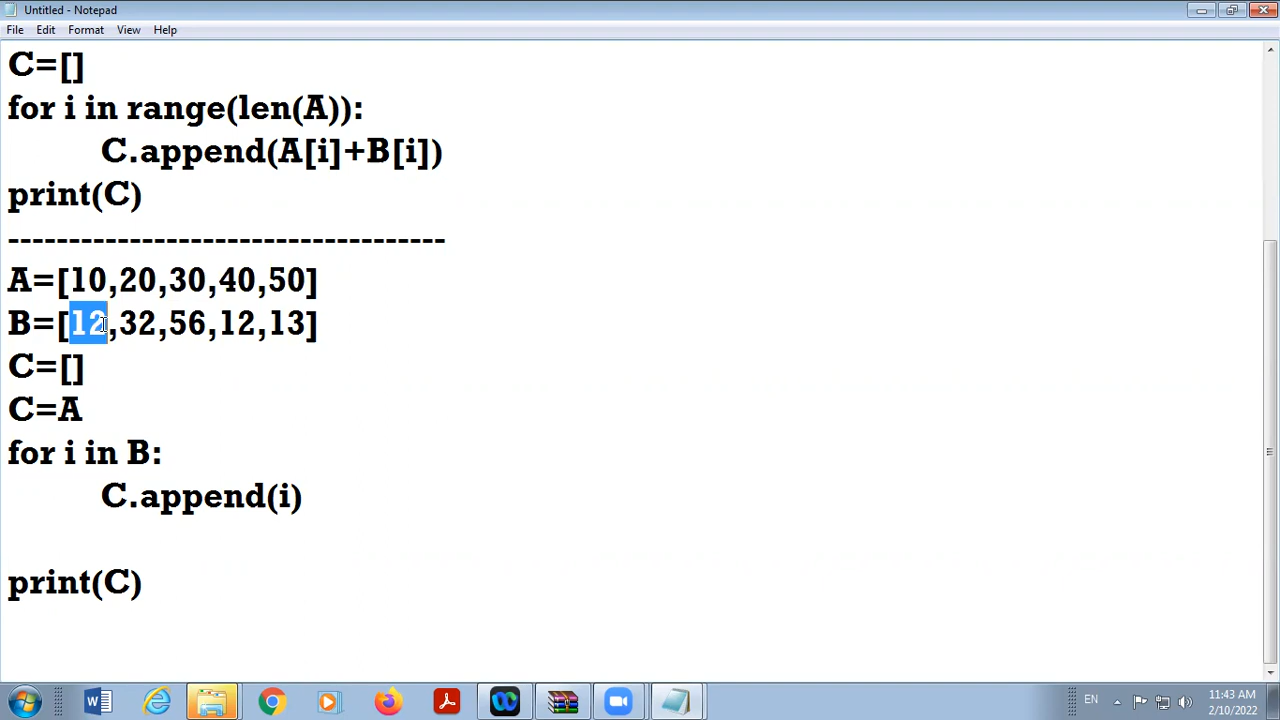 Untitled - Notepad
File Edit Format View Help
C=[]
for i in range(len(A)):
C.append(A[i]+B[i])
print(C)
------------------------------------
A=[10,20,30,40,50]
B=[12,32,56,12,13]
C=[]
C=A
for i in B:
C.append(i)
print(C)
EN
11:43 AM
2/10/2022